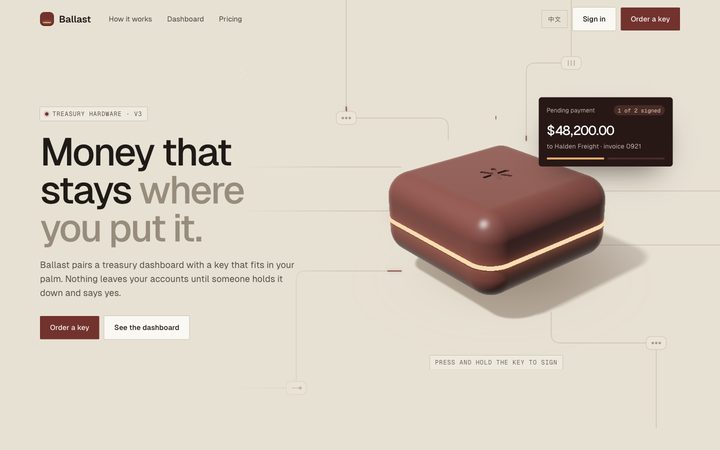 Ballast
How it works
Dashboard
Pricing
中文
Sign in
Order a key
TREASURY HARDWARE · V3
Money that
stays where
you put it.
Ballast pairs a treasury dashboard with a key that fits in your
palm. Nothing leaves your accounts until someone holds it
down and says yes.
Order a key
See the dashboard
Pending payment
1 of 2 signed
$48,200.00
to Halden Freight · invoice 0921
PRESS AND HOLD THE KEY TO SIGN